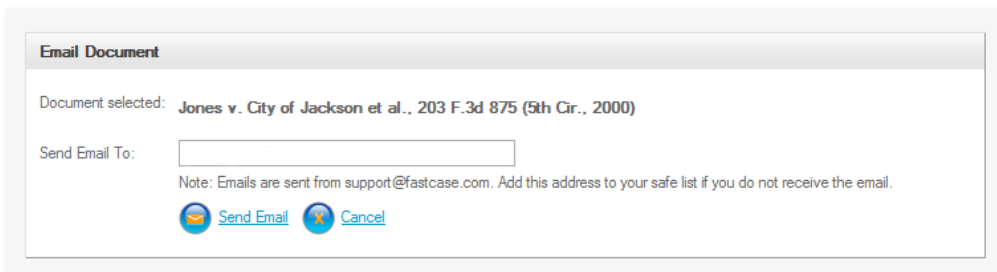 Email Document
Document selected: Jones v. City of Jackson et al., 203 F.3d 875 (5th Cir., 2000)
Send Email To:
Note: Emails are sent from support@fastcase.com. Add this address to your safe list if you do not receive the email.
Send Email Cancel